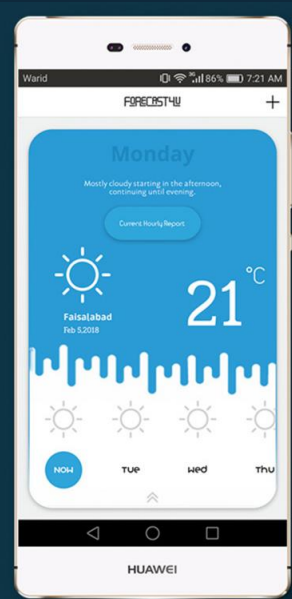 Warid 3G 86% 7:21 AM
FORECAST4U +
Monday
Mostly cloudy starting in the afternoon,
continuing until evening.
Current Hourly Report
21 °C
Faisalabad
Feb 5,2018
NOW Tue Wed Thu
HUAWEI